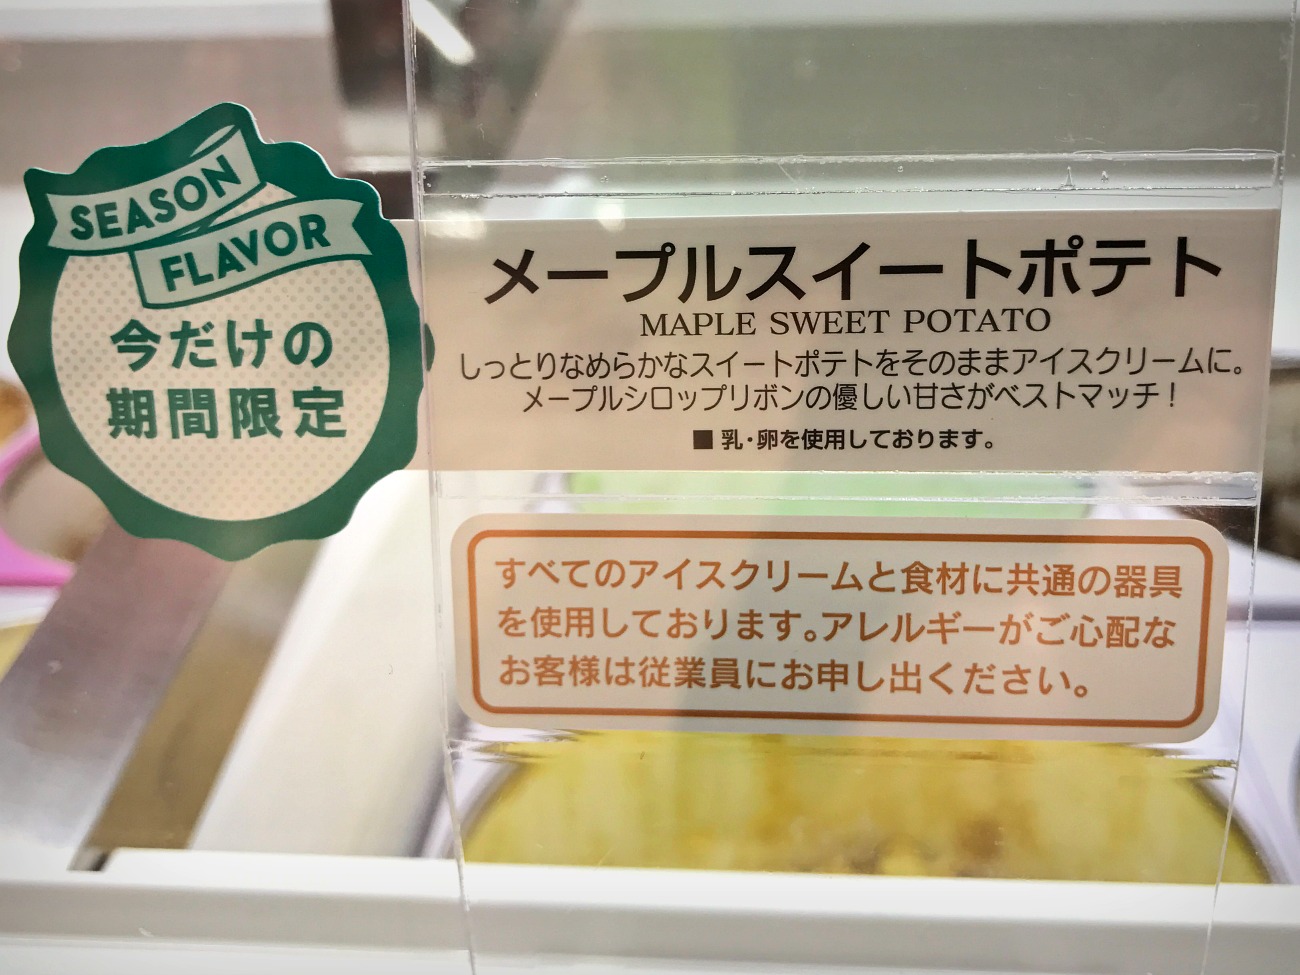 SEASON
FLAVOR
今だけの
期間限定
メープルスイートポテト
MAPLE SWEET POTATO
しっとりなめらかなスイートポテトをそのままアイスクリームに。
メープルシロップリボンの優しい甘さがベストマッチ！
■ 乳・卵を使用しております。
すべてのアイスクリームと食材に共通の器具
を使用しております。アレルギーがご心配な
お客様は従業員にお申し出ください。